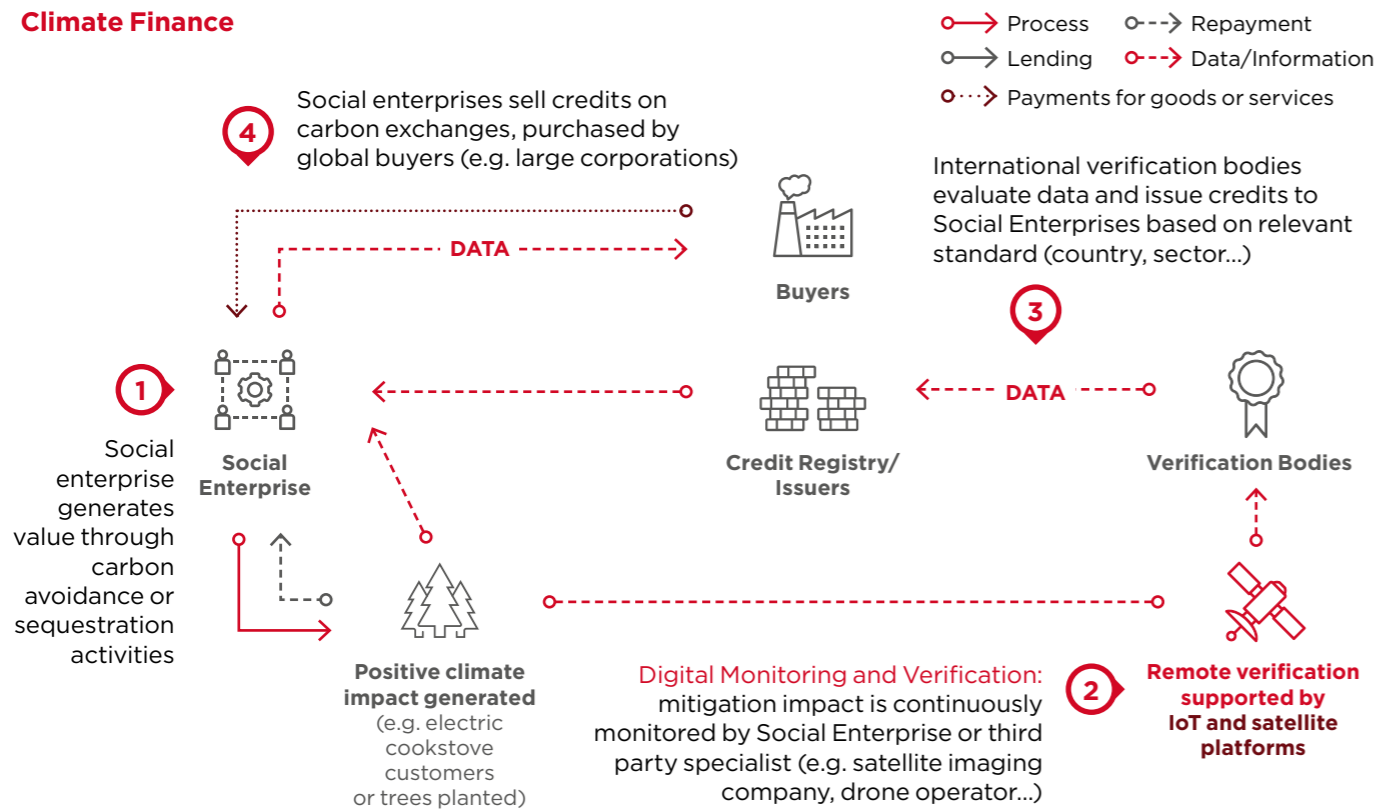 Climate Finance
Process
Repayment
Lending
Data/Information
Payments for goods or services
4
Social enterprises sell credits on
carbon exchanges, purchased by
global buyers (e.g. large corporations)
International verification bodies
evaluate data and issue credits to
Social Enterprises based on relevant
standard (country, sector...)
DATA
Buyers
3
1
DATA
Social
enterprise
generates
value through
carbon
avoidance or
sequestration
activities
Social
Enterprise
Credit Registry/
Issuers
Verification Bodies
Positive climate
impact generated
(e.g. electric
cookstove
customers
or trees planted)
Digital Monitoring and Verification:
mitigation impact is continuously
monitored by Social Enterprise or third
party specialist (e.g. satellite imaging
company, drone operator...)
2
Remote verification
supported by
IoT and satellite
platforms